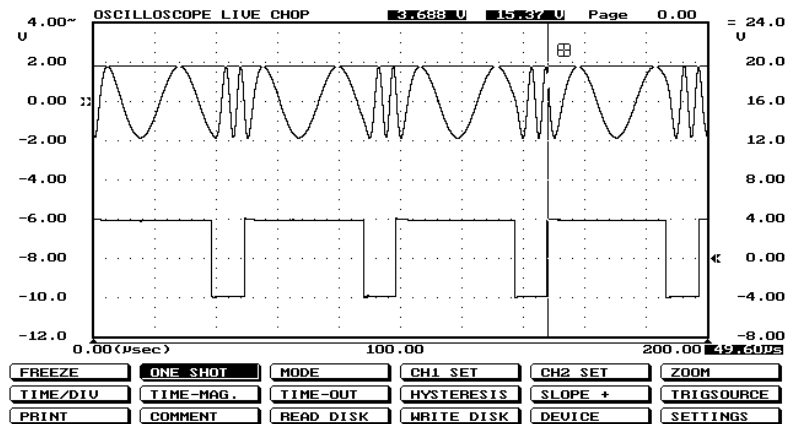 OSCILLOSCOPE LIVE CHOP 3.688 V 15.37 V Page 0.00
4.00~ = 24.0
V V
2.00 20.0
0.00 16.0
-2.00 12.0
-4.00 8.00
-6.00 4.00
-8.00 0.00
-10.0 -4.00
-12.0 -8.00
0.00(µsec) 100.00 200.00 49.60µs
FREEZE ONE SHOT MODE CH1 SET CH2 SET ZOOM
TIME/DIV TIME-MAG. TIME-OUT HYSTERESIS SLOPE + TRIGSOURCE
PRINT COMMENT READ DISK WRITE DISK DEVICE SETTINGS